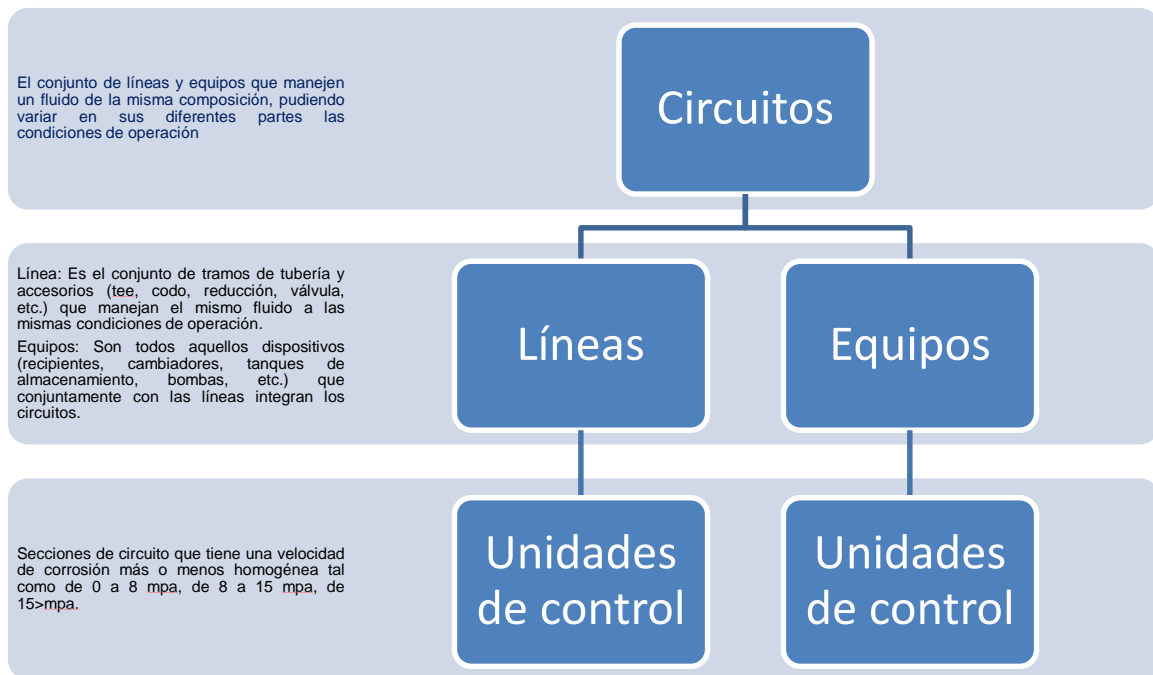 El conjunto de líneas y equipos que manejen
un fluido de la misma composición, pudiendo
variar en sus diferentes partes las
condiciones de operación
Circuitos
Línea: Es el conjunto de tramos de tubería y
accesorios (tee, codo, reducción, válvula,
etc.) que manejan el mismo fluido a las
mismas condiciones de operación.
Equipos: Son todos aquellos dispositivos
(recipientes, cambiadores, tanques de
almacenamiento, bombas, etc.) que
conjuntamente con las líneas integran los
circuitos.
Líneas
Equipos
Secciones de circuito que tiene una velocidad
de corrosión más o menos homogénea tal
como de 0 a 8 mpa, de 8 a 15 mpa, de
15>mpa.
Unidades
de control
Unidades
de control